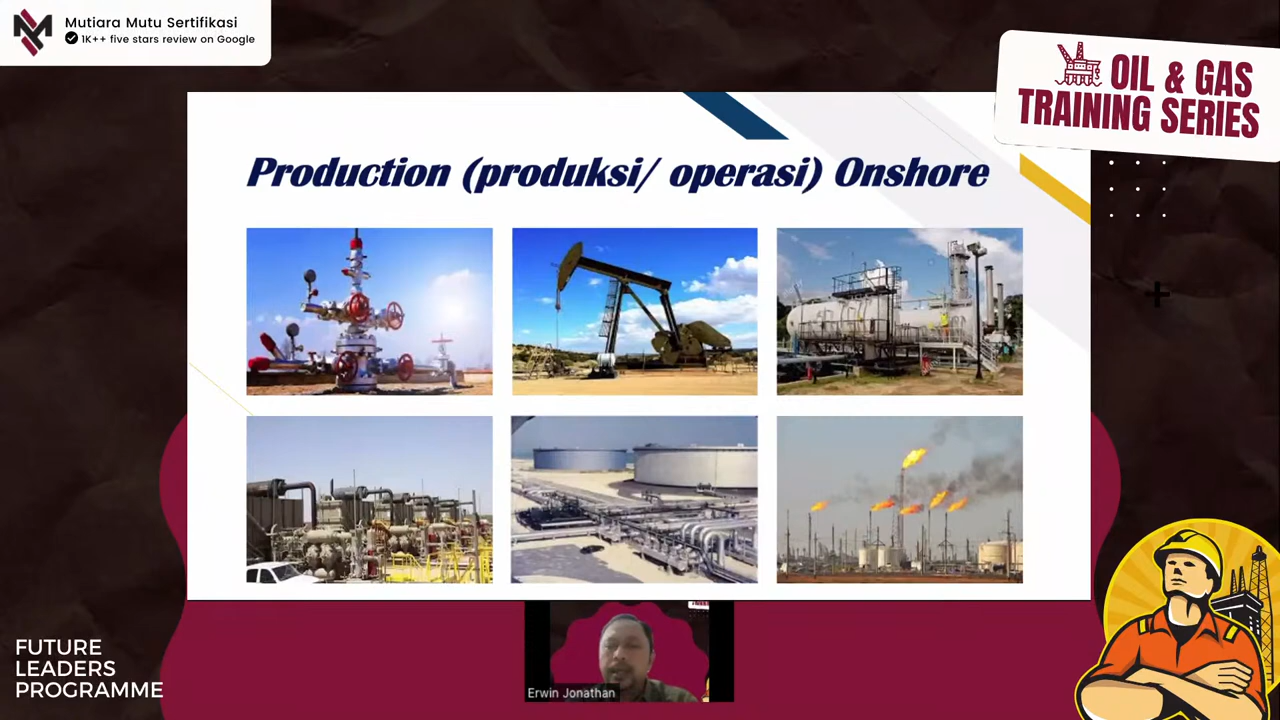 Mutiara Mutu Sertifikasi
1K++ five stars review on Google
OIL & GAS
TRAINING SERIES
Production (produksi/ operasi) Onshore
FUTURE
LEADERS
PROGRAMME
Erwin Jonathan